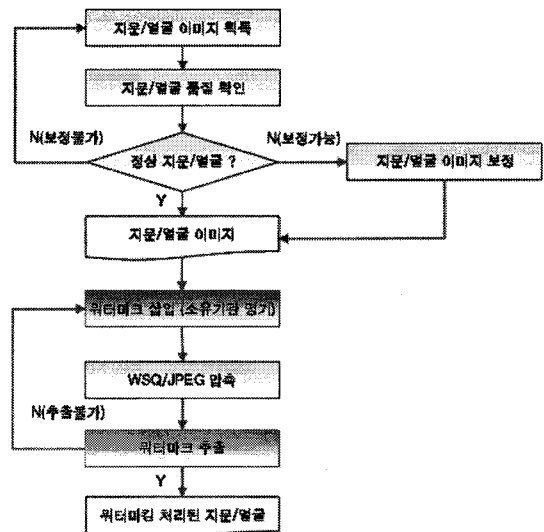 지문/얼굴 이미지 획득
지문/얼굴 품질 확인
N(보정불가)
정상 지문/얼굴 ?
N(보정가능)
지문/얼굴 이미지 보정
Y
지문/얼굴 이미지
워터마크 삽입 (소유기관 명기)
WSQ/JPEG 압축
N(추출불가)
워터마크 추출
Y
워터마킹 처리된 지문/얼굴